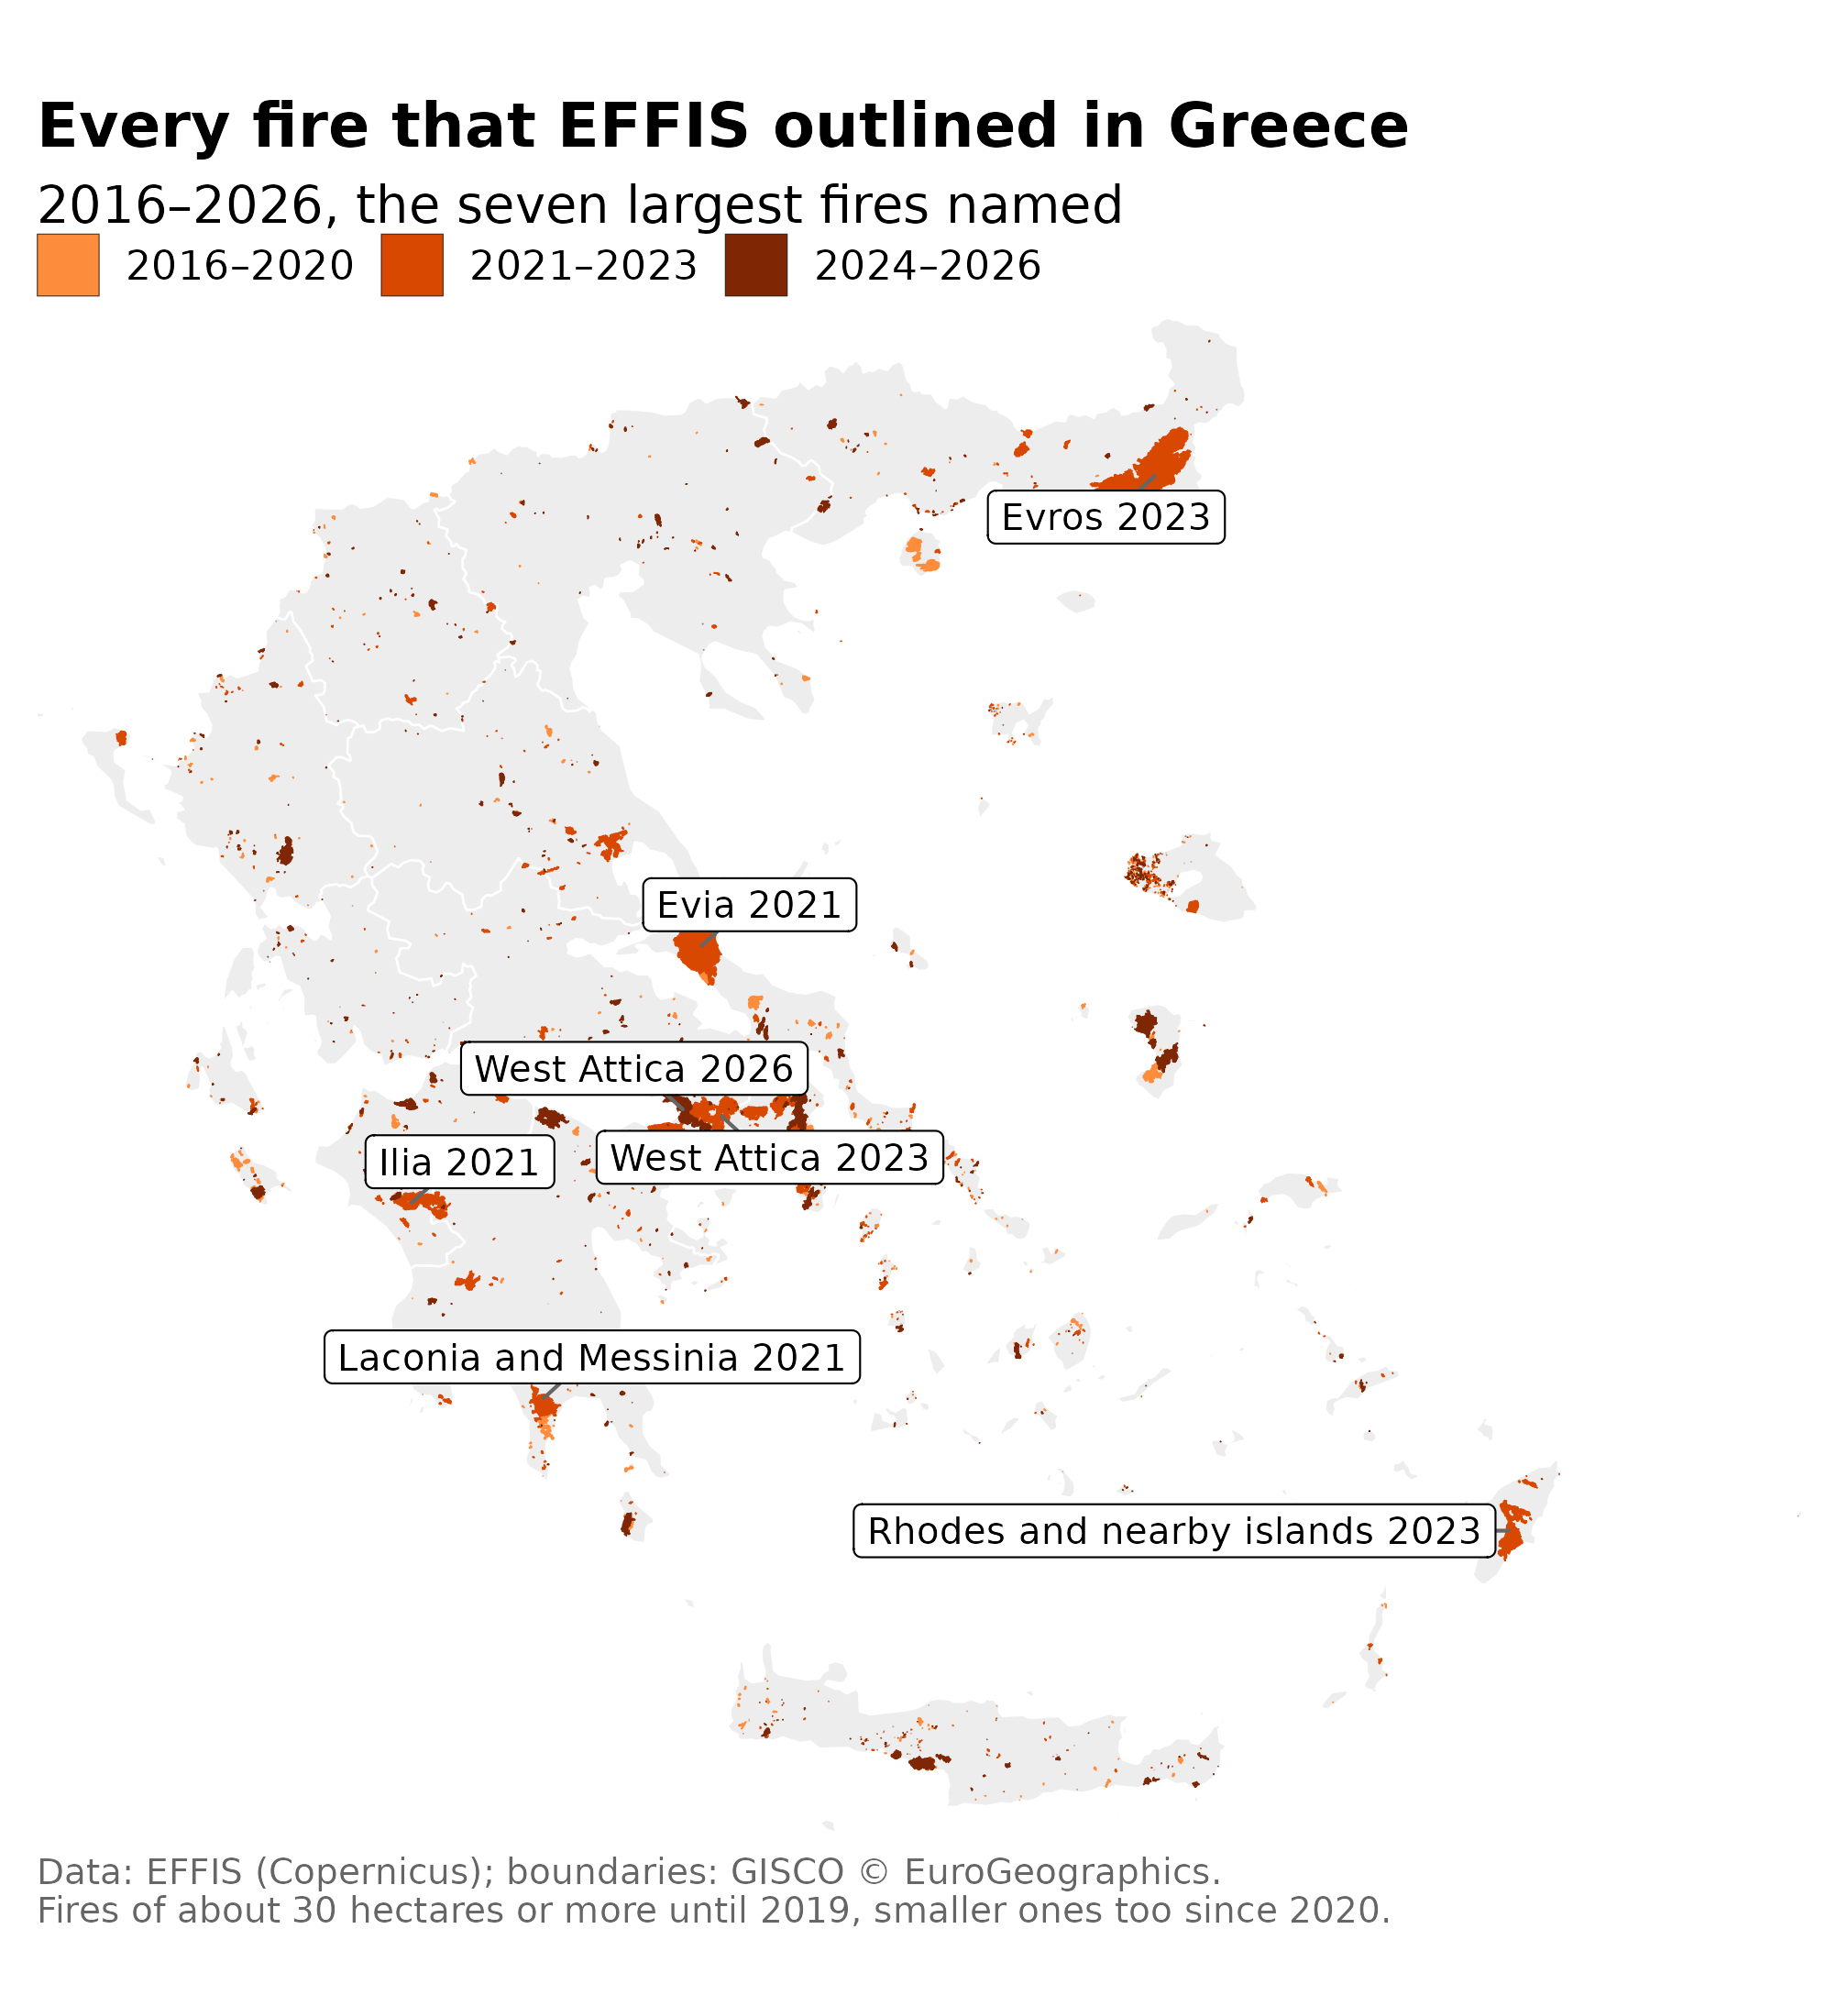 Every fire that EFFIS outlined in Greece
2016–2026, the seven largest fires named
2016–2020 2021–2023 2024–2026
Evros 2023
Evia 2021
West Attica 2026
West Attica 2023
Ilia 2021
Laconia and Messinia 2021
Rhodes and nearby islands 2023
Data: EFFIS (Copernicus); boundaries: GISCO © EuroGeographics.
Fires of about 30 hectares or more until 2019, smaller ones too since 2020.